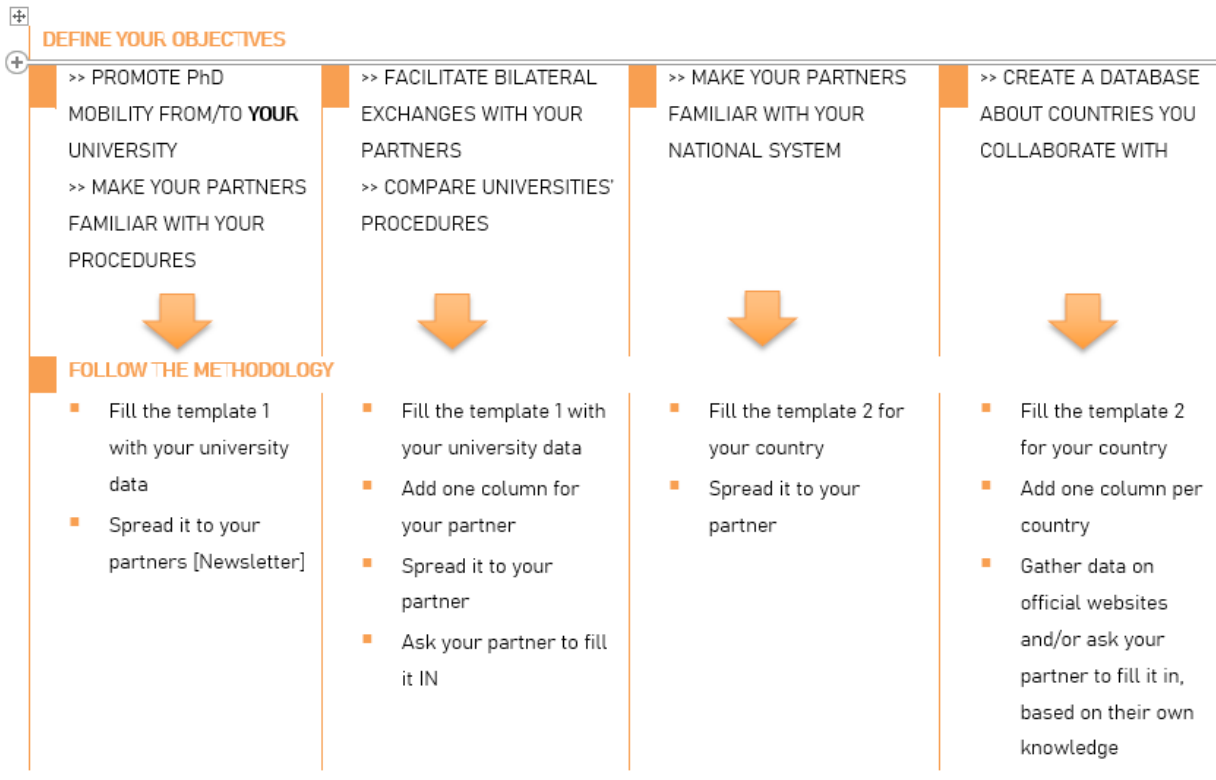 DEFINE YOUR OBJECTIVES
>> PROMOTE PhD
MOBILITY FROM/TO YOUR
UNIVERSITY
>> MAKE YOUR PARTNERS
FAMILIAR WITH YOUR
PROCEDURES
>> FACILITATE BILATERAL
EXCHANGES WITH YOUR
PARTNERS
>> COMPARE UNIVERSITIES'
PROCEDURES
>> MAKE YOUR PARTNERS
FAMILIAR WITH YOUR
NATIONAL SYSTEM
>> CREATE A DATABASE
ABOUT COUNTRIES YOU
COLLABORATE WITH
FOLLOW THE METHODOLOGY
Fill the template 1
with your university
data
Spread it to your
partners [Newsletter]
Fill the template 1 with
your university data
Add one column for
your partner
Spread it to your
partner
Ask your partner to fill
it IN
Fill the template 2 for
your country
Spread it to your
partner
Fill the template 2
for your country
Add one column per
country
Gather data on
official websites
and/or ask your
partner to fill it in,
based on their own
knowledge